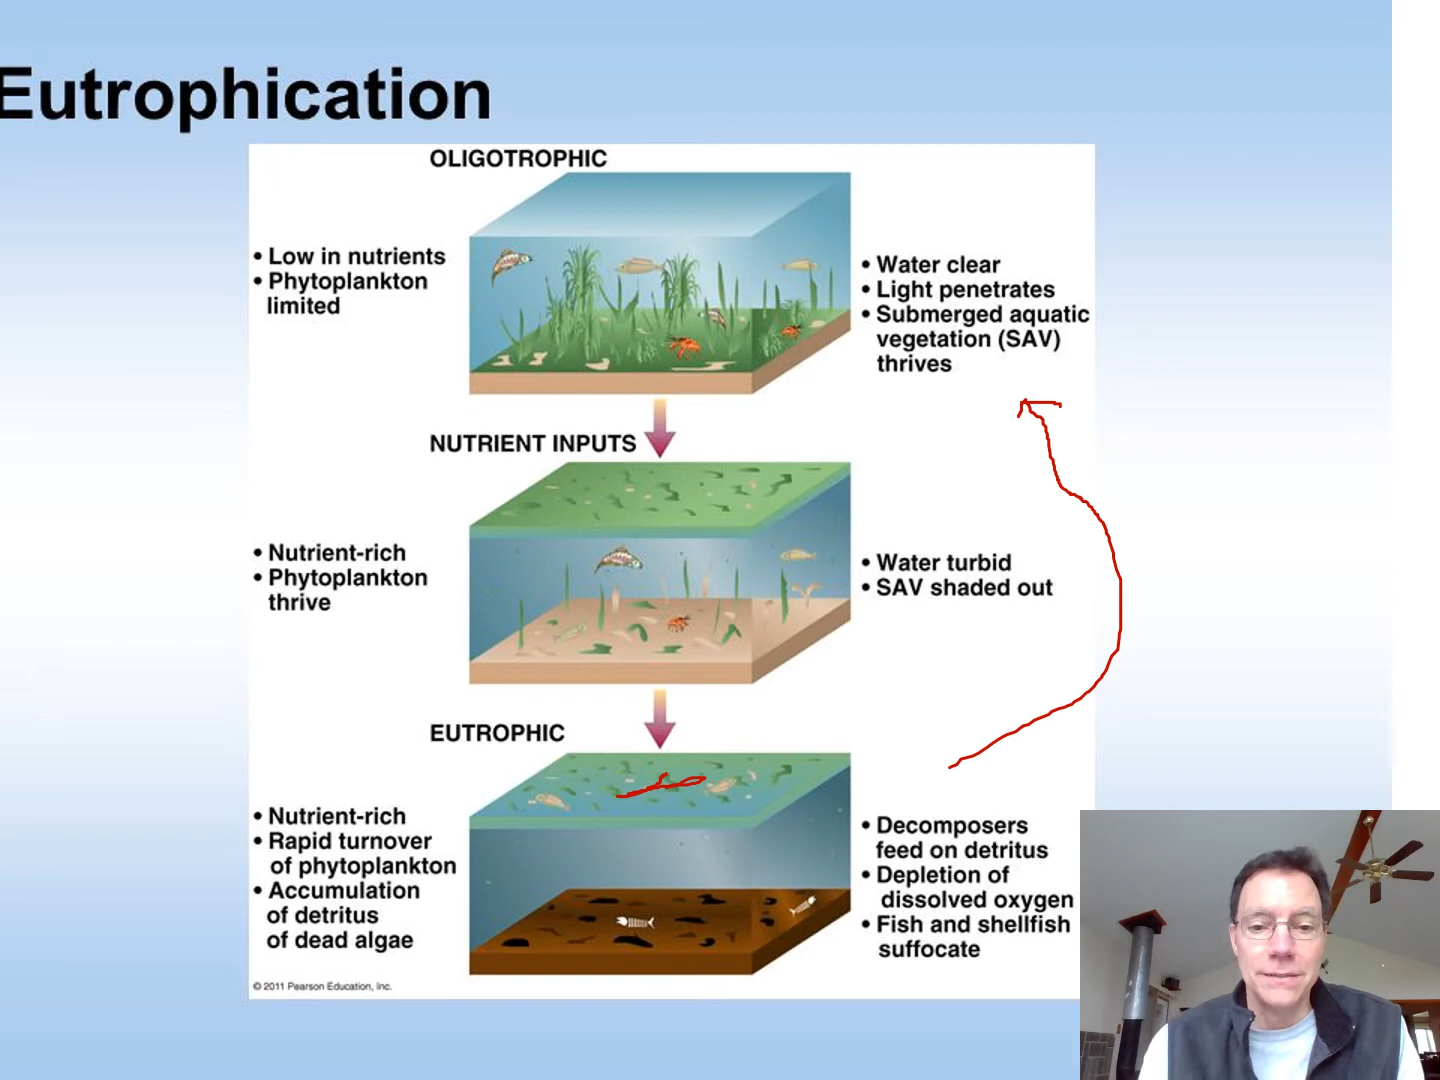 Eutrophication
OLIGOTROPHIC
• Low in nutrients
• Phytoplankton
limited
• Water clear
• Light penetrates
• Submerged aquatic
vegetation (SAV)
thrives
NUTRIENT INPUTS
• Nutrient-rich
• Phytoplankton
thrive
• Water turbid
• SAV shaded out
EUTROPHIC
• Nutrient-rich
• Rapid turnover
of phytoplankton
• Accumulation
of detritus
of dead algae
• Decomposers
feed on detritus
• Depletion of
dissolved oxygen
• Fish and shellfish
suffocate
© 2011 Pearson Education, Inc.